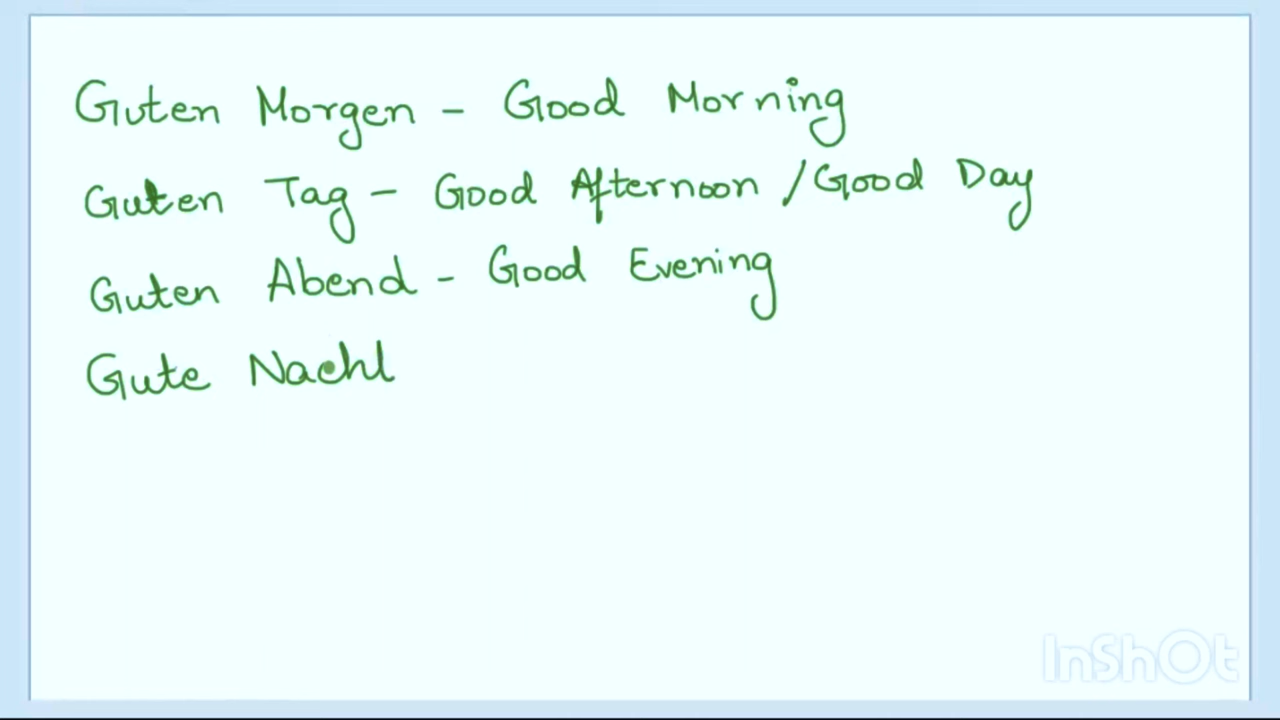 Guten Morgen - Good Morning
Guten Tag - Good Afternoon / Good Day
Guten Abend - Good Evening
Gute Nachl
InShOt